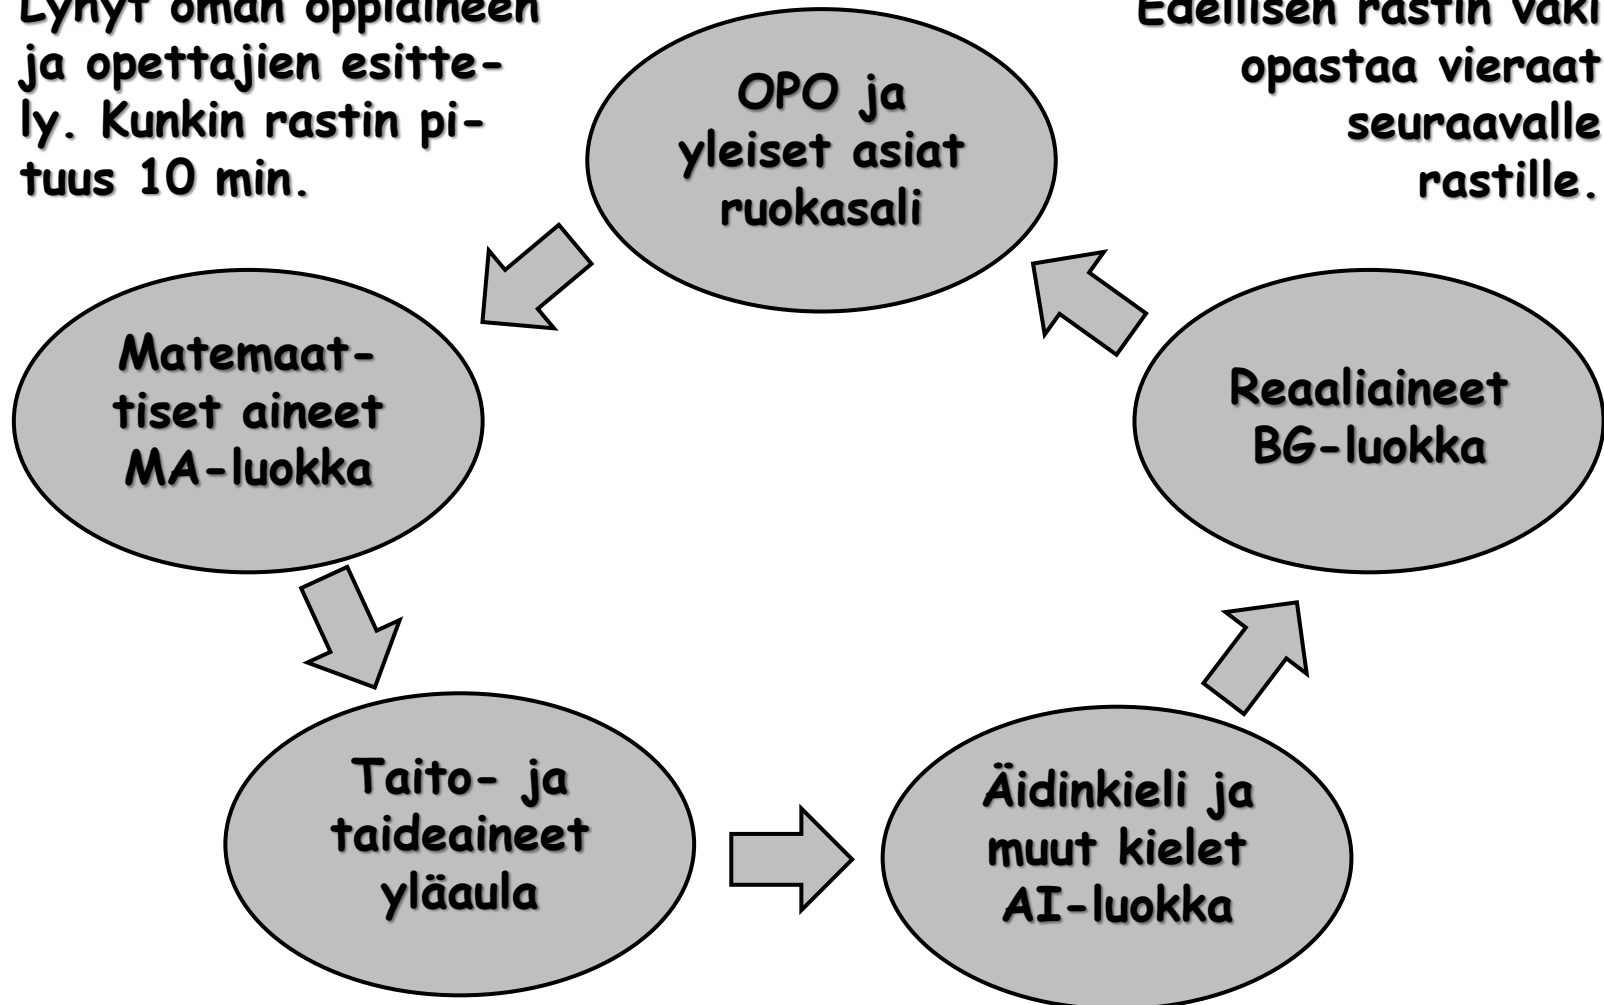 Lyhyt oman oppiaineen
ja opettajien esitte-
ly. Kunkin rastin pi-
tuus 10 min.
Edellisen rastin väki
opastaa vieraat
seuraavalle
rastille.
OPO ja
yleiset asiat
ruokasali
Matemaat-
tiset aineet
MA-luokka
Taito- ja
taideaineet
yläaula
Äidinkieli ja
muut kielet
AI-luokka
Reaaliaineet
BG-luokka